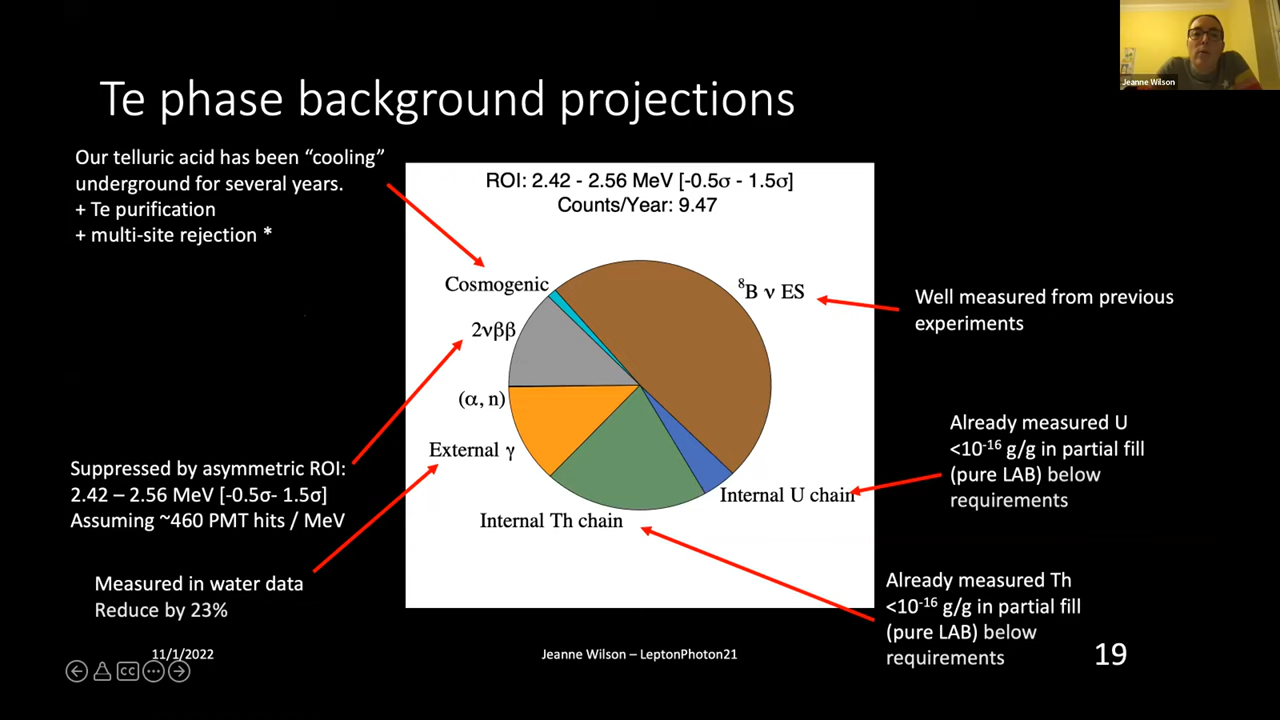 Jeanne Wilson
Te phase background projections
Our telluric acid has been “cooling”
underground for several years.
+ Te purification
+ multi-site rejection *
ROI: 2.42 - 2.56 MeV [-0.5σ - 1.5σ]
Counts/Year: 9.47
Cosmogenic
⁸B ν ES
2νββ
(α, n)
External γ
Internal Th chain
Internal U chain
Well measured from previous
experiments
Already measured U
<10⁻¹⁶ g/g in partial fill
(pure LAB) below
requirements
Suppressed by asymmetric ROI:
2.42 – 2.56 MeV [-0.5σ- 1.5σ]
Assuming ~460 PMT hits / MeV
Measured in water data
Reduce by 23%
Already measured Th
<10⁻¹⁶ g/g in partial fill
(pure LAB) below
requirements
11/1/2022
Jeanne Wilson – LeptonPhoton21
19
CC